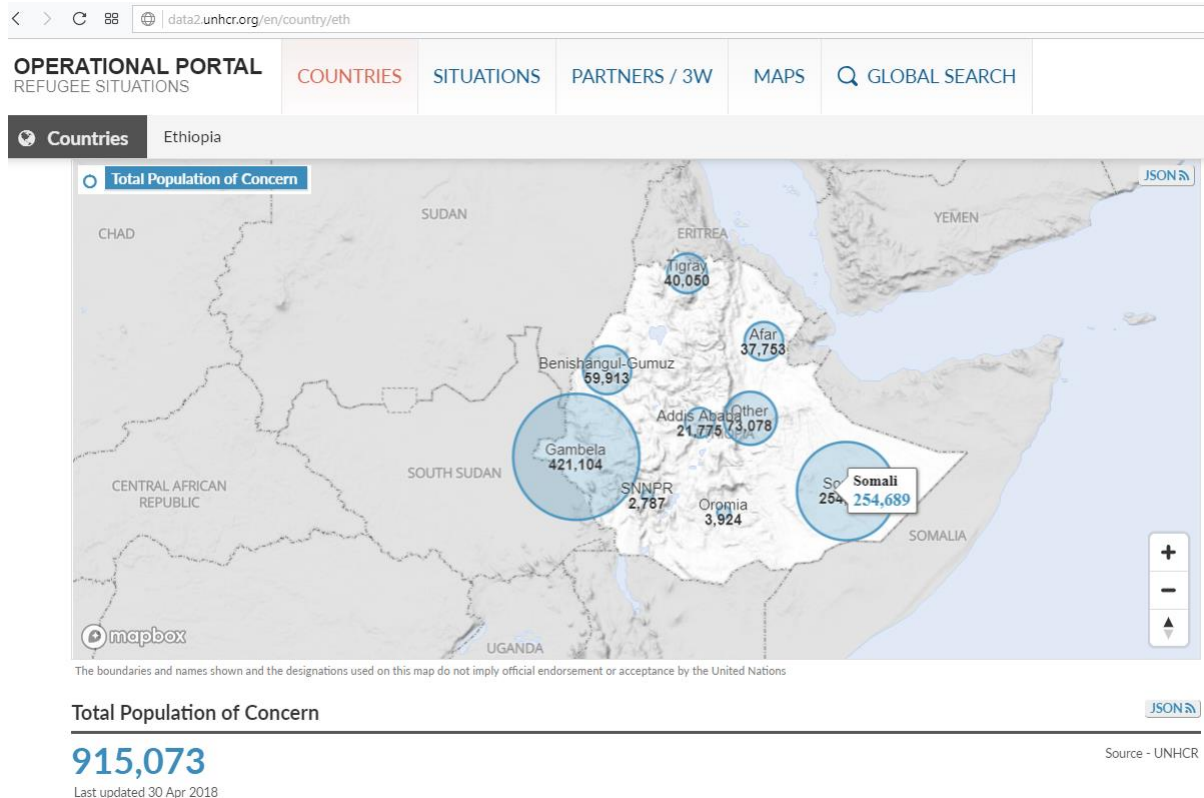 data2.unhcr.org/en/country/eth
OPERATIONAL PORTAL
REFUGEE SITUATIONS
COUNTRIES
SITUATIONS
PARTNERS / 3W
MAPS
GLOBAL SEARCH
Countries
Ethiopia
Total Population of Concern
JSON
CHAD
SUDAN
YEMEN
ERITREA
Tigray
40,050
Afar
37,753
Benishangul-Gumuz
59,913
Addis Ababa
21,775
Other
73,078
Gambela
421,104
SOUTH SUDAN
CENTRAL AFRICAN
REPUBLIC
SNNPR
2,787
Oromia
3,924
Somali
254,689
SOMALIA
UGANDA
mapbox
+
−
The boundaries and names shown and the designations used on this map do not imply official endorsement or acceptance by the United Nations
Total Population of Concern
JSON
915,073
Source - UNHCR
Last updated 30 Apr 2018